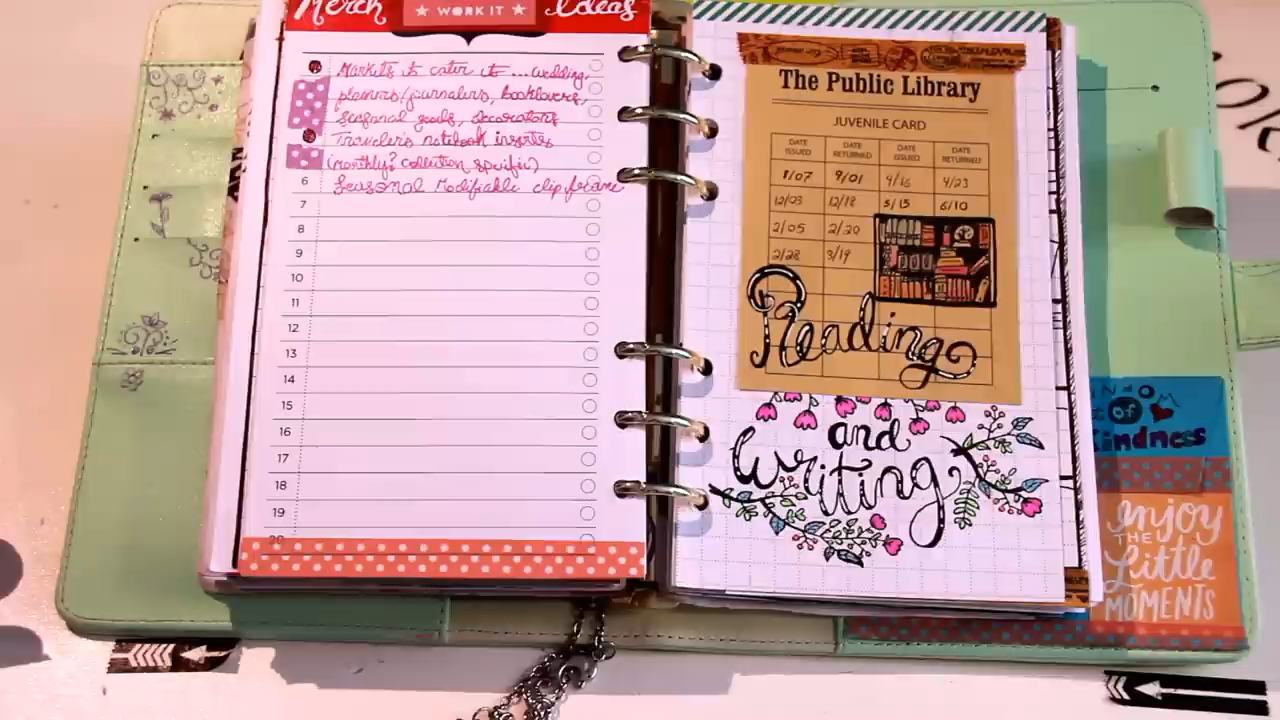 Merch Ideas
★ WORK IT ★
Markets to cater to ... wedding,
planners/journalers, booklovers,
seasonal goods, decorators
Traveler's notebook inserts
(monthly? collection specific)
6 Seasonal Modifiable clip
7
8
9
10
11
12
13
14
15
16
17
18
19
20
The Public Library
JUVENILE CARD
DATE ISSUED DATE RETURNED DATE ISSUED DATE RETURNED
8/07 9/01 4/16 4/23
12/03 12/18 5/15 6/10
2/05 2/20
2/28 3/19
Reading
and
writing
of
Kindness
enjoy
THE
Little
MOMENTS